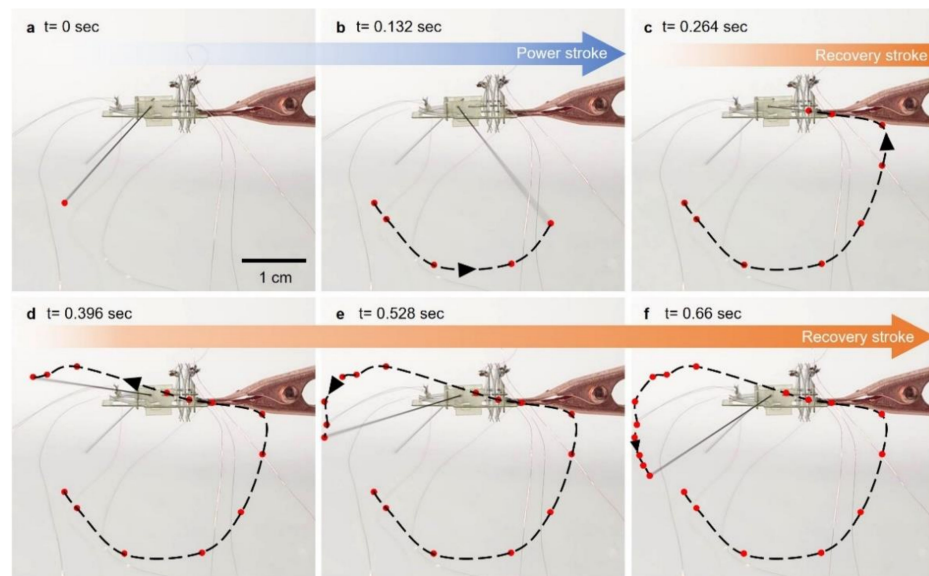 a t= 0 sec
b t= 0.132 sec
c t= 0.264 sec
Power stroke
Recovery stroke
1 cm
d t= 0.396 sec
e t= 0.528 sec
f t= 0.66 sec
Recovery stroke